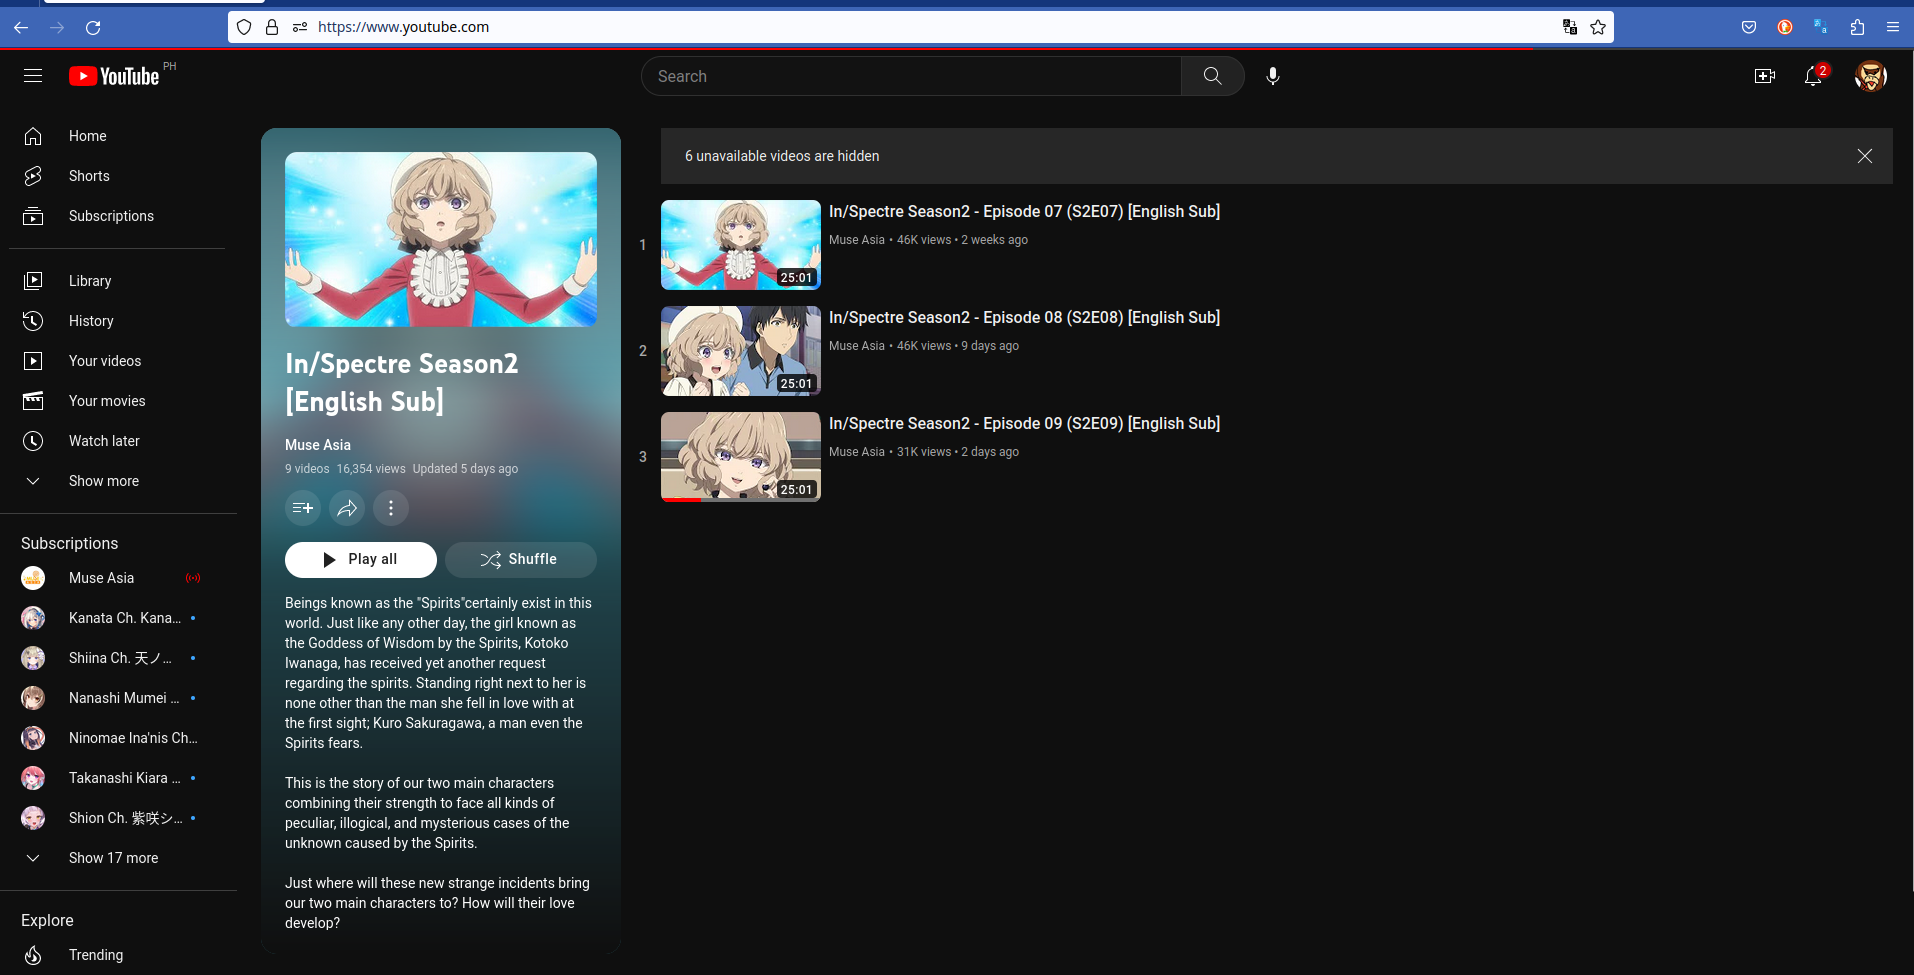 https://www.youtube.com
YouTube PH
Search
2
Home
Shorts
Subscriptions
Library
History
Your videos
Your movies
Watch later
Show more
Subscriptions
Muse Asia
Kanata Ch. Kana...
Shiina Ch. 天ノ...
Nanashi Mumei ...
Ninomae Ina'nis Ch...
Takanashi Kiara ...
Shion Ch. 紫咲シ...
Show 17 more
Explore
Trending
In/Spectre Season2
[English Sub]
Muse Asia
9 videos 16,354 views Updated 5 days ago
Play all
Shuffle
Beings known as the "Spirits"certainly exist in this
world. Just like any other day, the girl known as
the Goddess of Wisdom by the Spirits, Kotoko
Iwanaga, has received yet another request
regarding the spirits. Standing right next to her is
none other than the man she fell in love with at
the first sight; Kuro Sakuragawa, a man even the
Spirits fears.
This is the story of our two main characters
combining their strength to face all kinds of
peculiar, illogical, and mysterious cases of the
unknown caused by the Spirits.
Just where will these new strange incidents bring
our two main characters to? How will their love
develop?
6 unavailable videos are hidden
1
25:01
In/Spectre Season2 - Episode 07 (S2E07) [English Sub]
Muse Asia • 46K views • 2 weeks ago
2
25:01
In/Spectre Season2 - Episode 08 (S2E08) [English Sub]
Muse Asia • 46K views • 9 days ago
3
25:01
In/Spectre Season2 - Episode 09 (S2E09) [English Sub]
Muse Asia • 31K views • 2 days ago